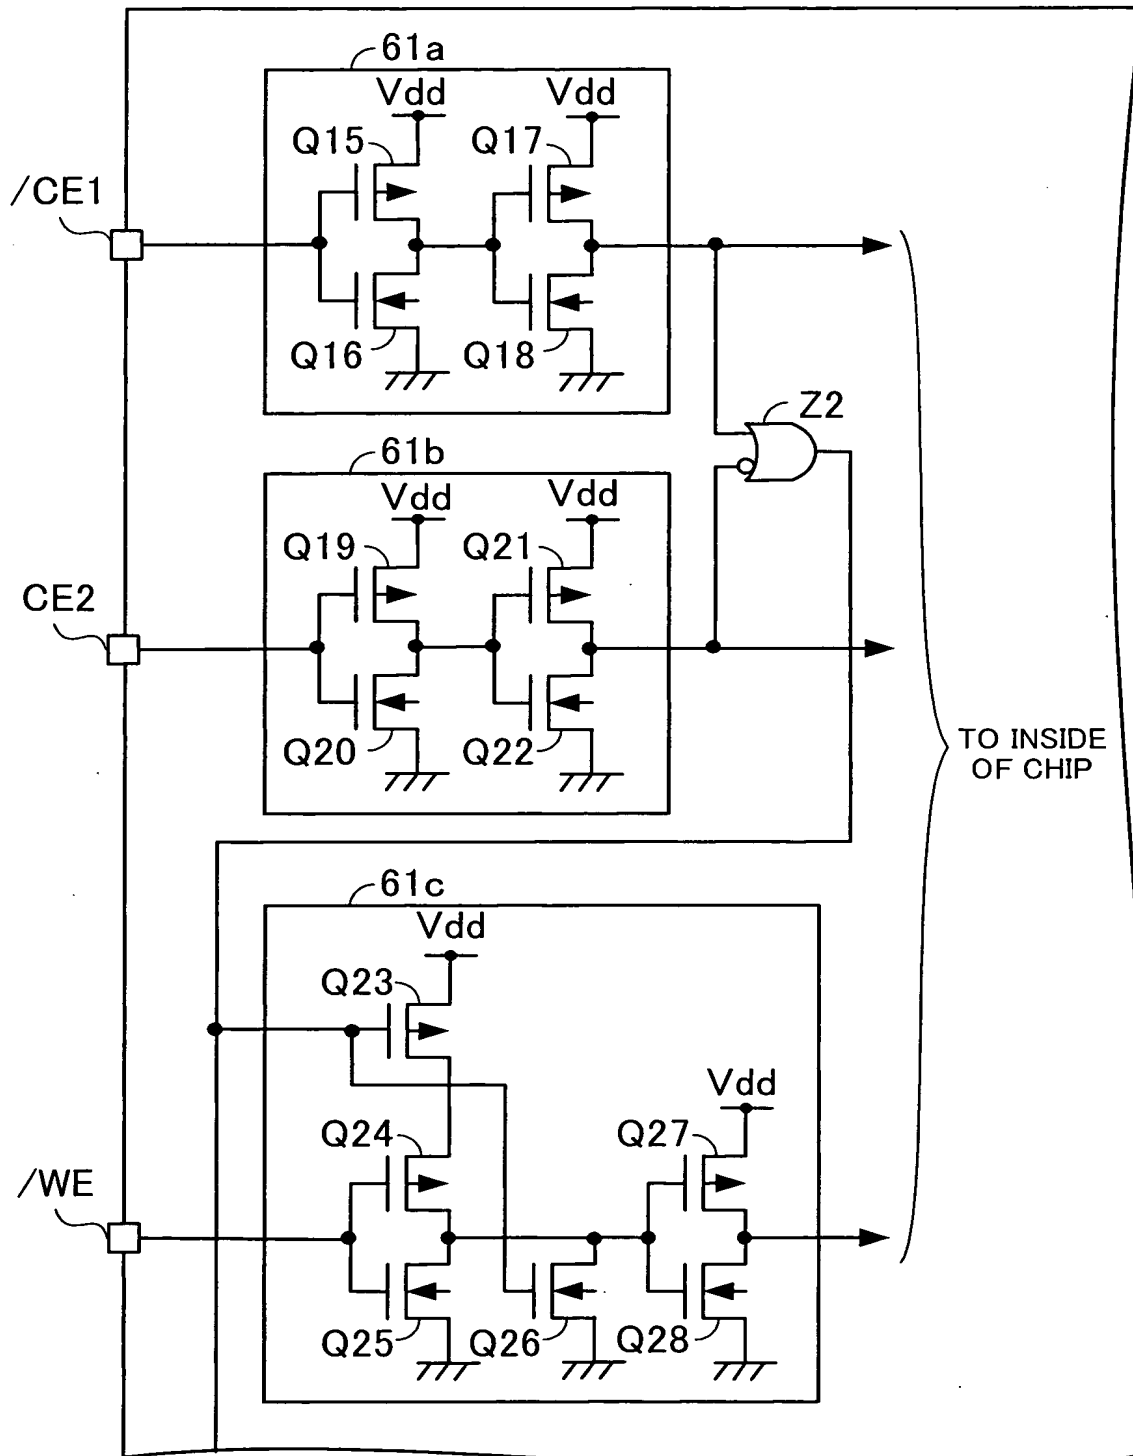 61a
Vdd
Vdd
Q15
Q17
/CE1
Q16
Q18
Z2
61b
Vdd
Vdd
Q19
Q21
CE2
Q20
Q22
TO INSIDE
OF CHIP
61c
Vdd
Q23
Vdd
Q24
Q27
/WE
Q25
Q26
Q28